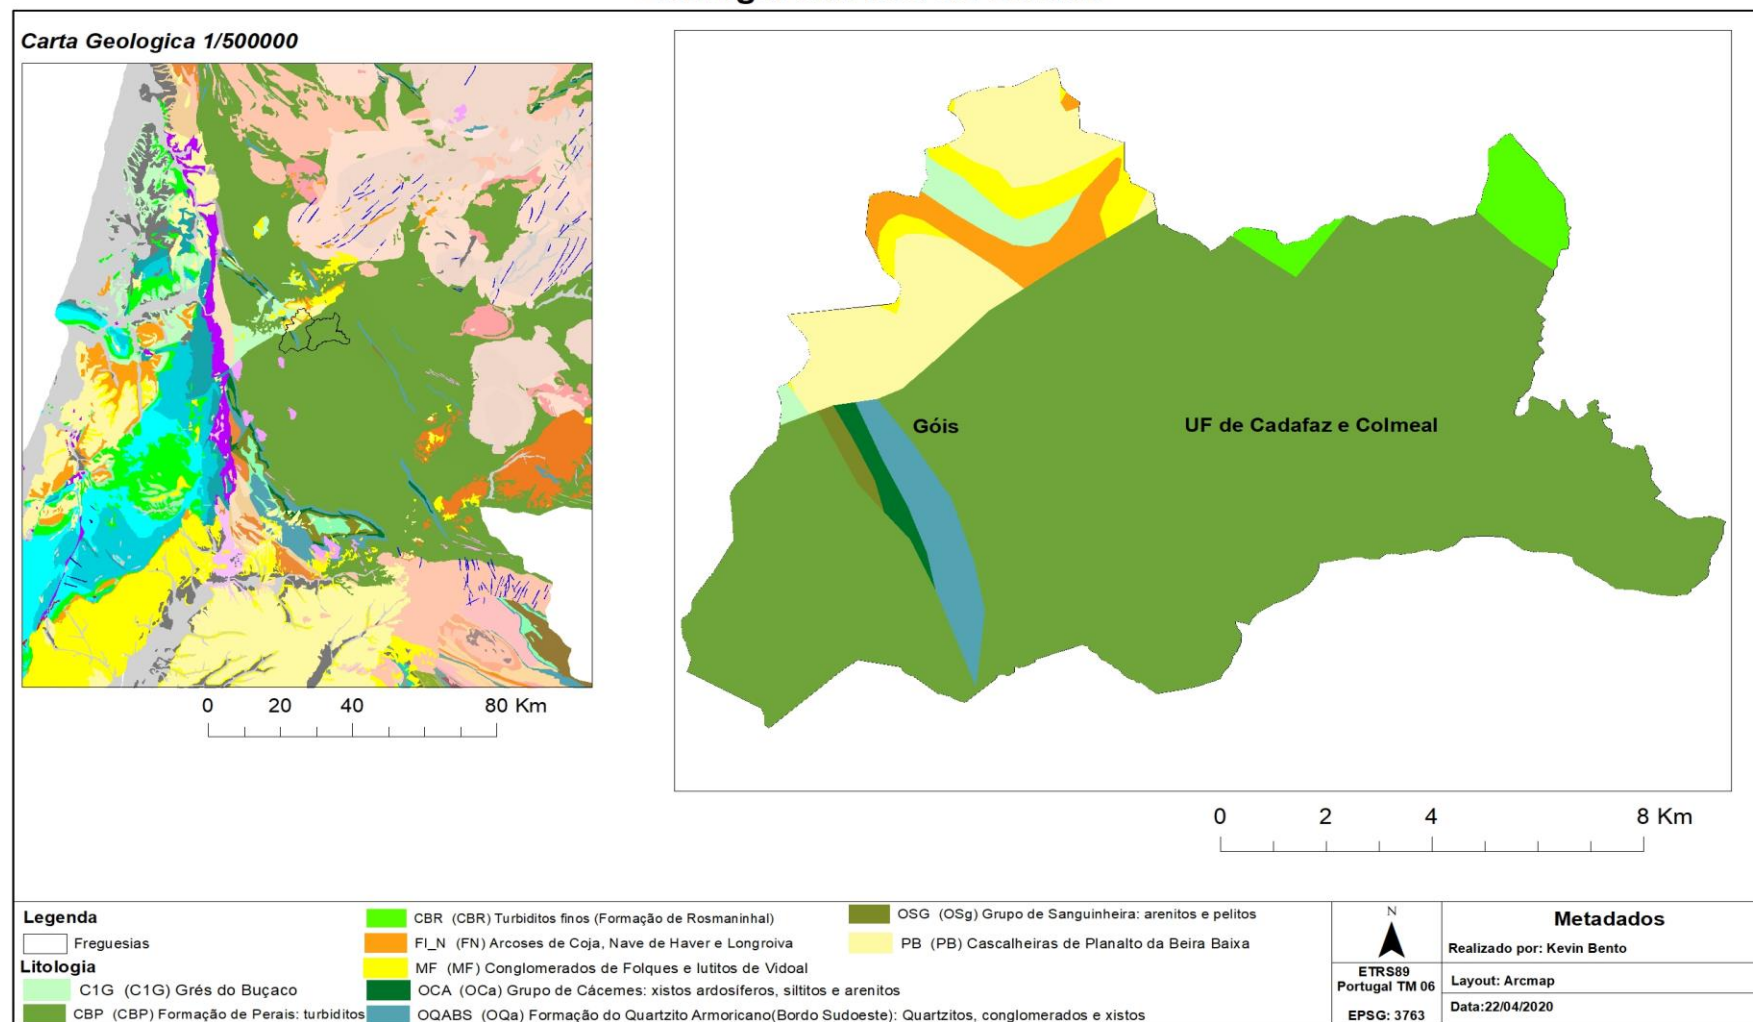 Carta Geologica 1/500000
0 20 40 80 Km
Góis
UF de Cadafaz e Colmeal
0 2 4 8 Km
Legenda
Freguesias
Litologia
C1G (C1G) Grés do Buçaco
CBP (CBP) Formação de Perais: turbiditos
CBR (CBR) Turbiditos finos (Formação de Rosmaninhal)
FI_N (FN) Arcoses de Coja, Nave de Haver e Longroiva
MF (MF) Conglomerados de Folques e lutitos de Vidoal
OCA (OCa) Grupo de Cácemes: xistos ardosíferos, siltitos e arenitos
OQABS (OQa) Formação do Quartzito Armoricano(Bordo Sudoeste): Quartzitos, conglomerados e xistos
OSG (OSg) Grupo de Sanguinheira: arenitos e pelitos
PB (PB) Cascalheiras de Planalto da Beira Baixa
N
ETRS89
Portugal TM 06
EPSG: 3763
Metadados
Realizado por: Kevin Bento
Layout: Arcmap
Data:22/04/2020